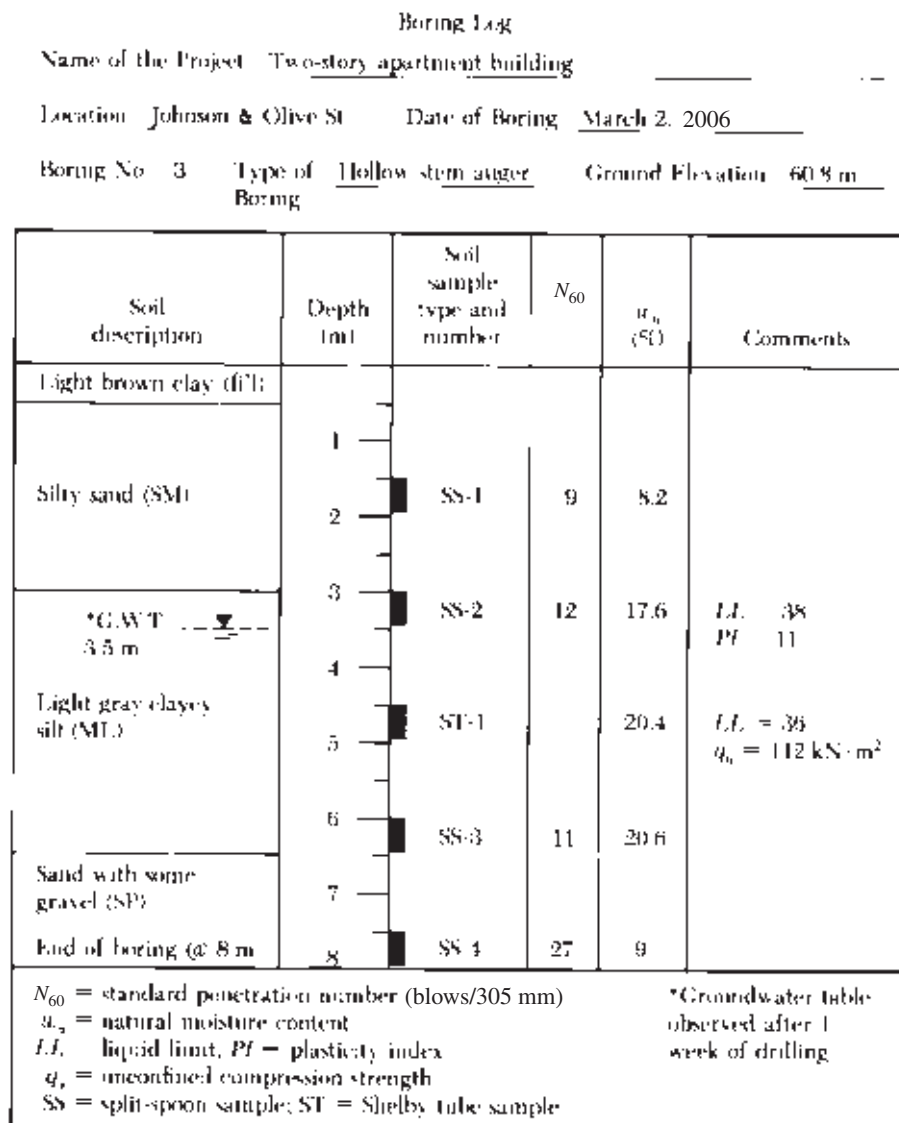 Boring Log
Name of the Project Two-story apartment building
Location Johnson & Olive St Date of Boring March 2, 2006
Boring No 3 Type of Boring Hollow stem auger Ground Elevation 60.8 m
Soil description
Depth (m)
Soil sample type and number
N60
wn (%)
Comments
Light brown clay (fill)
1
Silty sand (SM)
SS-1 9 8.2
2
3
*G.W.T.
3.5 m
SS-2 12 17.6 LL 38
PI 11
4
Light gray clayey
silt (ML)
ST-1 20.4 LL = 36
5
qu = 112 kN·m2
6
SS-3 11 20.6
Sand with some
gravel (SP)
7
End of boring @ 8 m
8
SS-4 27 9
N60 = standard penetration number (blows/305 mm)
wn = natural moisture content
LL liquid limit, PI = plasticity index
qu = unconfined compression strength
SS = split-spoon sample; ST = Shelby tube sample
*Groundwater table
observed after 1
week of drilling